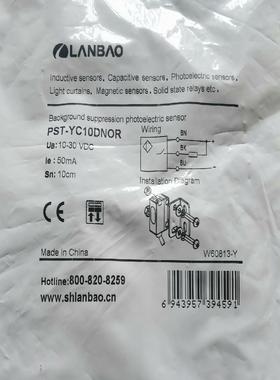 LANBAO
Inductive sensors, Capacitive sensors, Photoelectric sensors,
Light curtains, Magnetic sensors, Solid state relays etc.
Background suppression photoelectric sensor
PST-YC10DNOR
Wiring
Ue: 10-30 VDC
Ie: 50mA
Sn: 10cm
BN
BK
BU
Installation Diagram
CE
Made in China
W60813-Y
Hotline:800-820-8259
www.shlanbao.cn
6 943957 394591